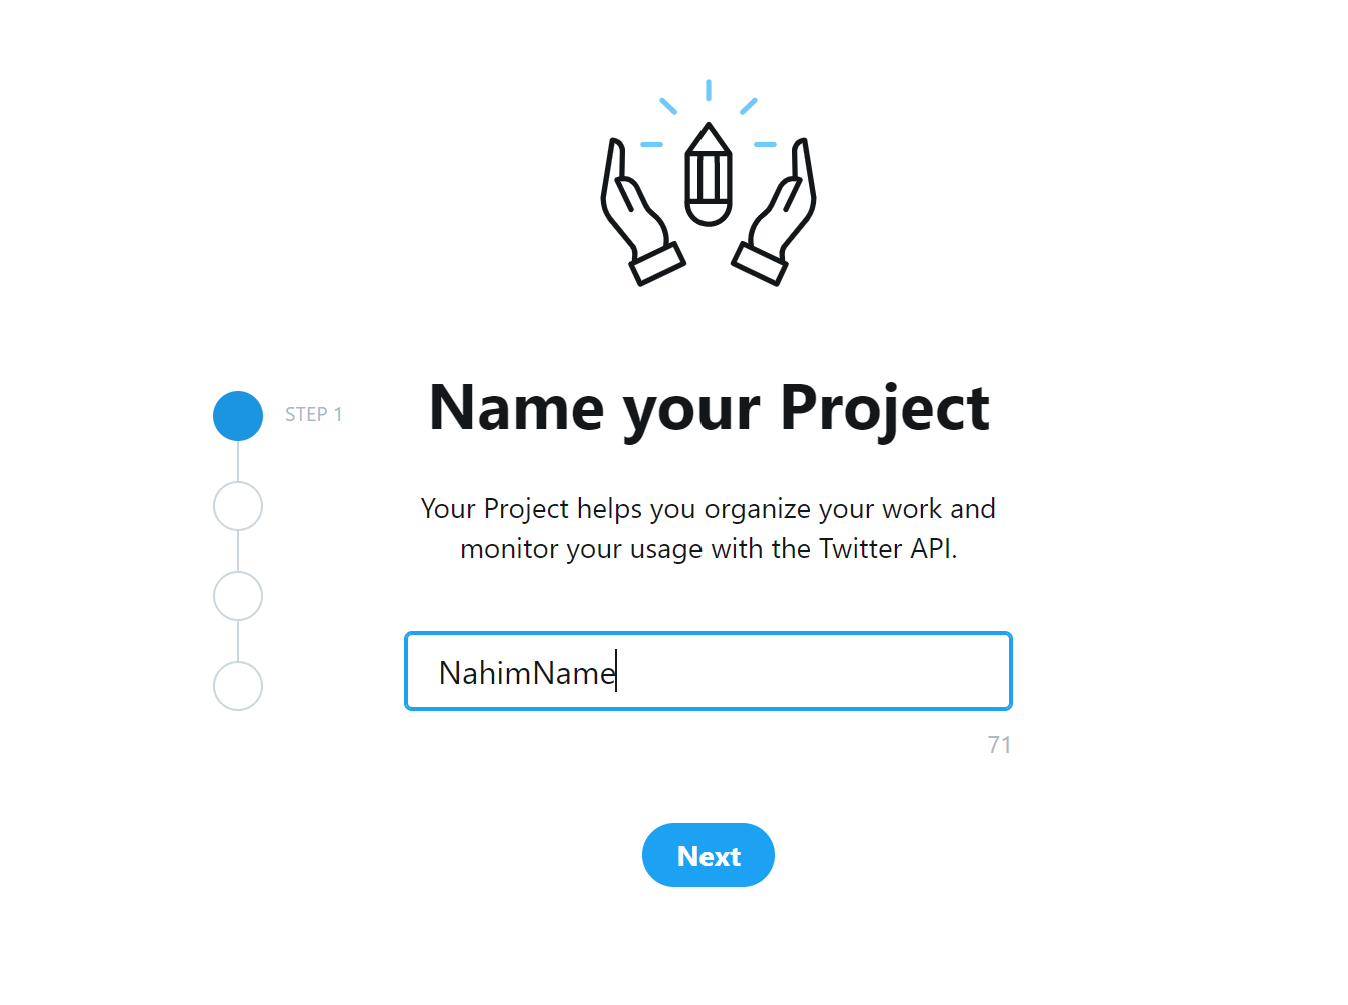 STEP 1
Name your Project
Your Project helps you organize your work and
monitor your usage with the Twitter API.
NahimName
71
Next